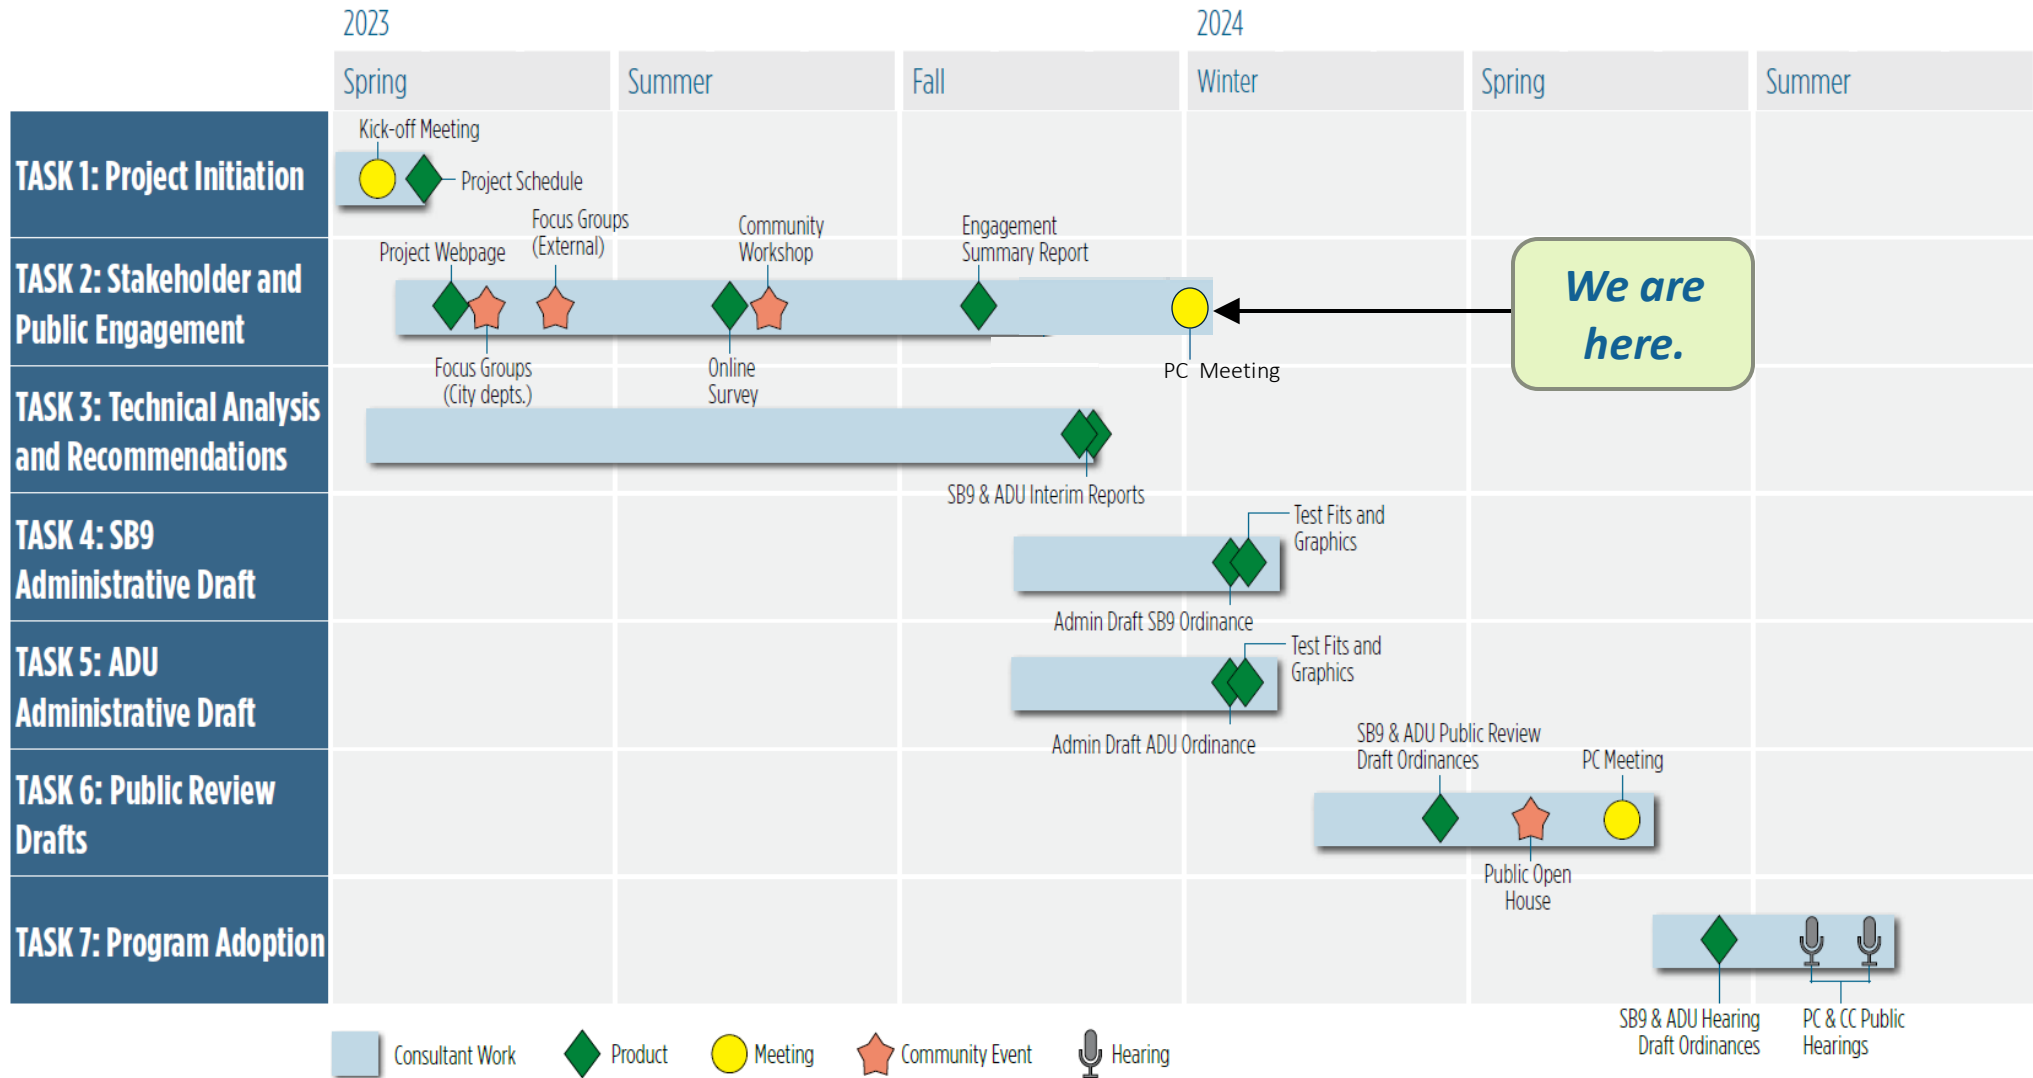 2023
2024
Spring
Summer
Fall
Winter
Spring
Summer
TASK 1: Project Initiation
Kick-off Meeting
Project Schedule
TASK 2: Stakeholder and
Public Engagement
Project Webpage
Focus Groups
(External)
Community
Workshop
Engagement
Summary Report
Focus Groups
(City depts.)
Online
Survey
PC Meeting
We are
here.
TASK 3: Technical Analysis
and Recommendations
SB9 & ADU Interim Reports
TASK 4: SB9
Administrative Draft
Test Fits and
Graphics
Admin Draft SB9 Ordinance
TASK 5: ADU
Administrative Draft
Test Fits and
Graphics
Admin Draft ADU Ordinance
TASK 6: Public Review
Drafts
SB9 & ADU Public Review
Draft Ordinances
PC Meeting
Public Open
House
TASK 7: Program Adoption
SB9 & ADU Hearing
Draft Ordinances
PC & CC Public
Hearings
Consultant Work
Product
Meeting
Community Event
Hearing